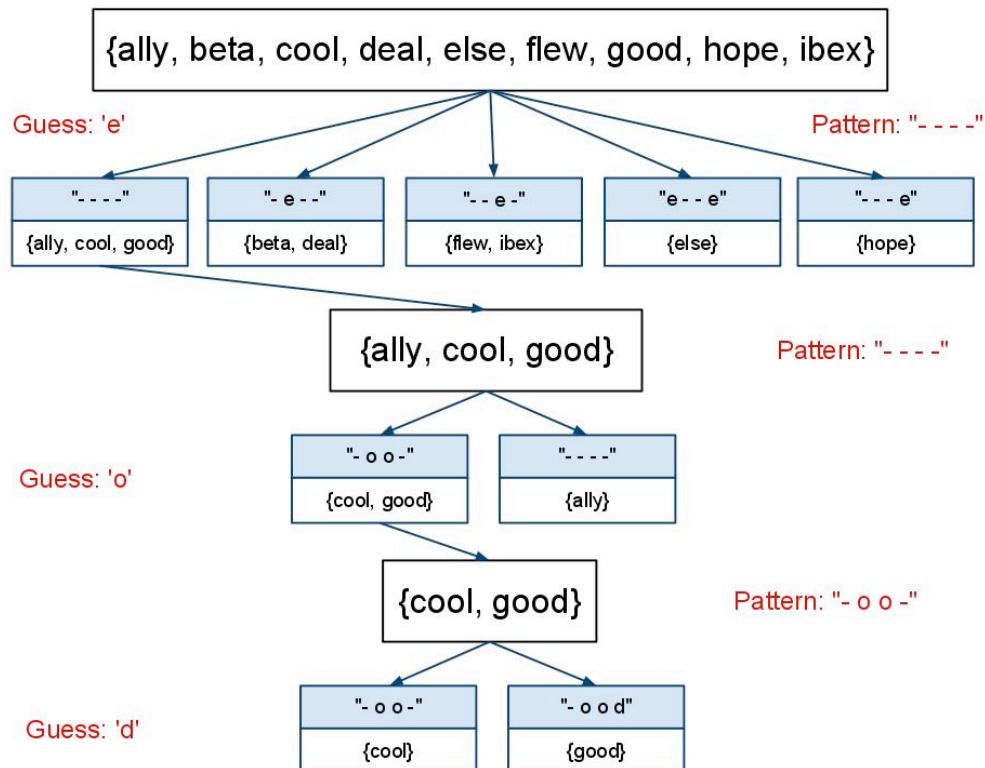 {ally, beta, cool, deal, else, flew, good, hope, ibex}
Guess: 'e'
Pattern: "- - - -"
"- - - -"
"- e - -"
"- - e -"
"e - - e"
"- - - e"
{ally, cool, good}
{beta, deal}
{flew, ibex}
{else}
{hope}
{ally, cool, good}
Pattern: "- - - -"
"- o o -"
"- - - -"
Guess: 'o'
{cool, good}
{ally}
{cool, good}
Pattern: "- o o -"
"- o o -"
"- o o d"
Guess: 'd'
{cool}
{good}